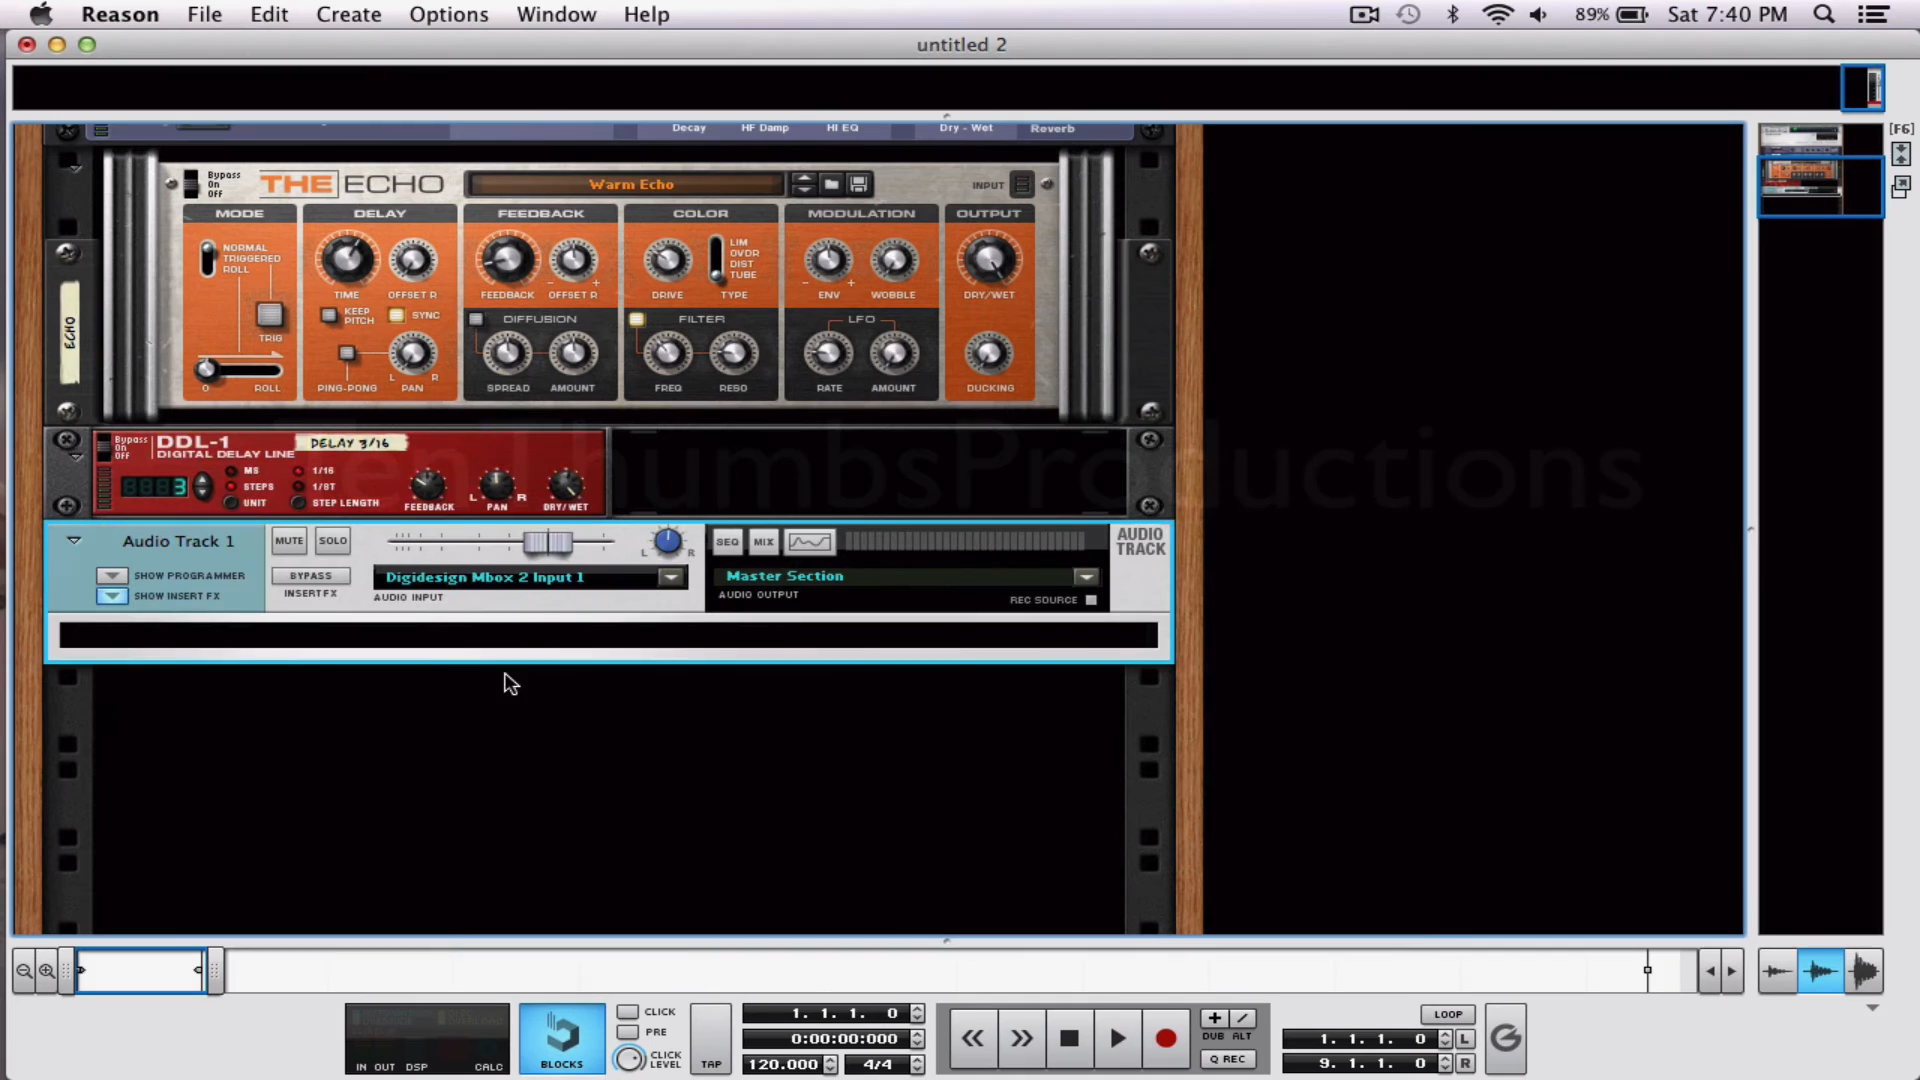 Reason File Edit Create Options Window Help 89% Sat 7:40 PM
untitled 2
[F6]
Decay HF Damp HI EQ Dry - Wet Reverb
Bypass
On
Off
THE ECHO
Warm Echo
INPUT
MODE DELAY FEEDBACK COLOR MODULATION OUTPUT
NORMAL
TRIGGERED
ROLL
LIM
OVDR
DIST
TUBE
TIME OFFSET R FEEDBACK - OFFSET R + DRIVE TYPE - ENV + WOBBLE DRY/WET
KEEP PITCH SYNC DIFFUSION FILTER LFO
TRIG
ECHO
0 ROLL PING-PONG L PAN R SPREAD AMOUNT FREQ RESO RATE AMOUNT DUCKING
Bypass
On
Off
DDL-1
DIGITAL DELAY LINE
DELAY 3/16
TenThumbsProductions
3
MS 1/16
STEPS 1/8T
UNIT STEP LENGTH
FEEDBACK L PAN R DRY/WET
Audio Track 1
MUTE SOLO
L R
SEQ MIX
AUDIO
TRACK
SHOW PROGRAMMER
SHOW INSERT FX
BYPASS
INSERT FX
Digidesign Mbox 2 Input 1
AUDIO INPUT
Master Section
AUDIO OUTPUT
REC SOURCE
IN OUT DSP CALC
BLOCKS
CLICK
PRE
CLICK
LEVEL
TAP
1. 1. 1. 0
0:00:00:000
120.000 4/4
DUB ALT
Q REC
LOOP
1. 1. 1. 0 L
9. 1. 1. 0 R